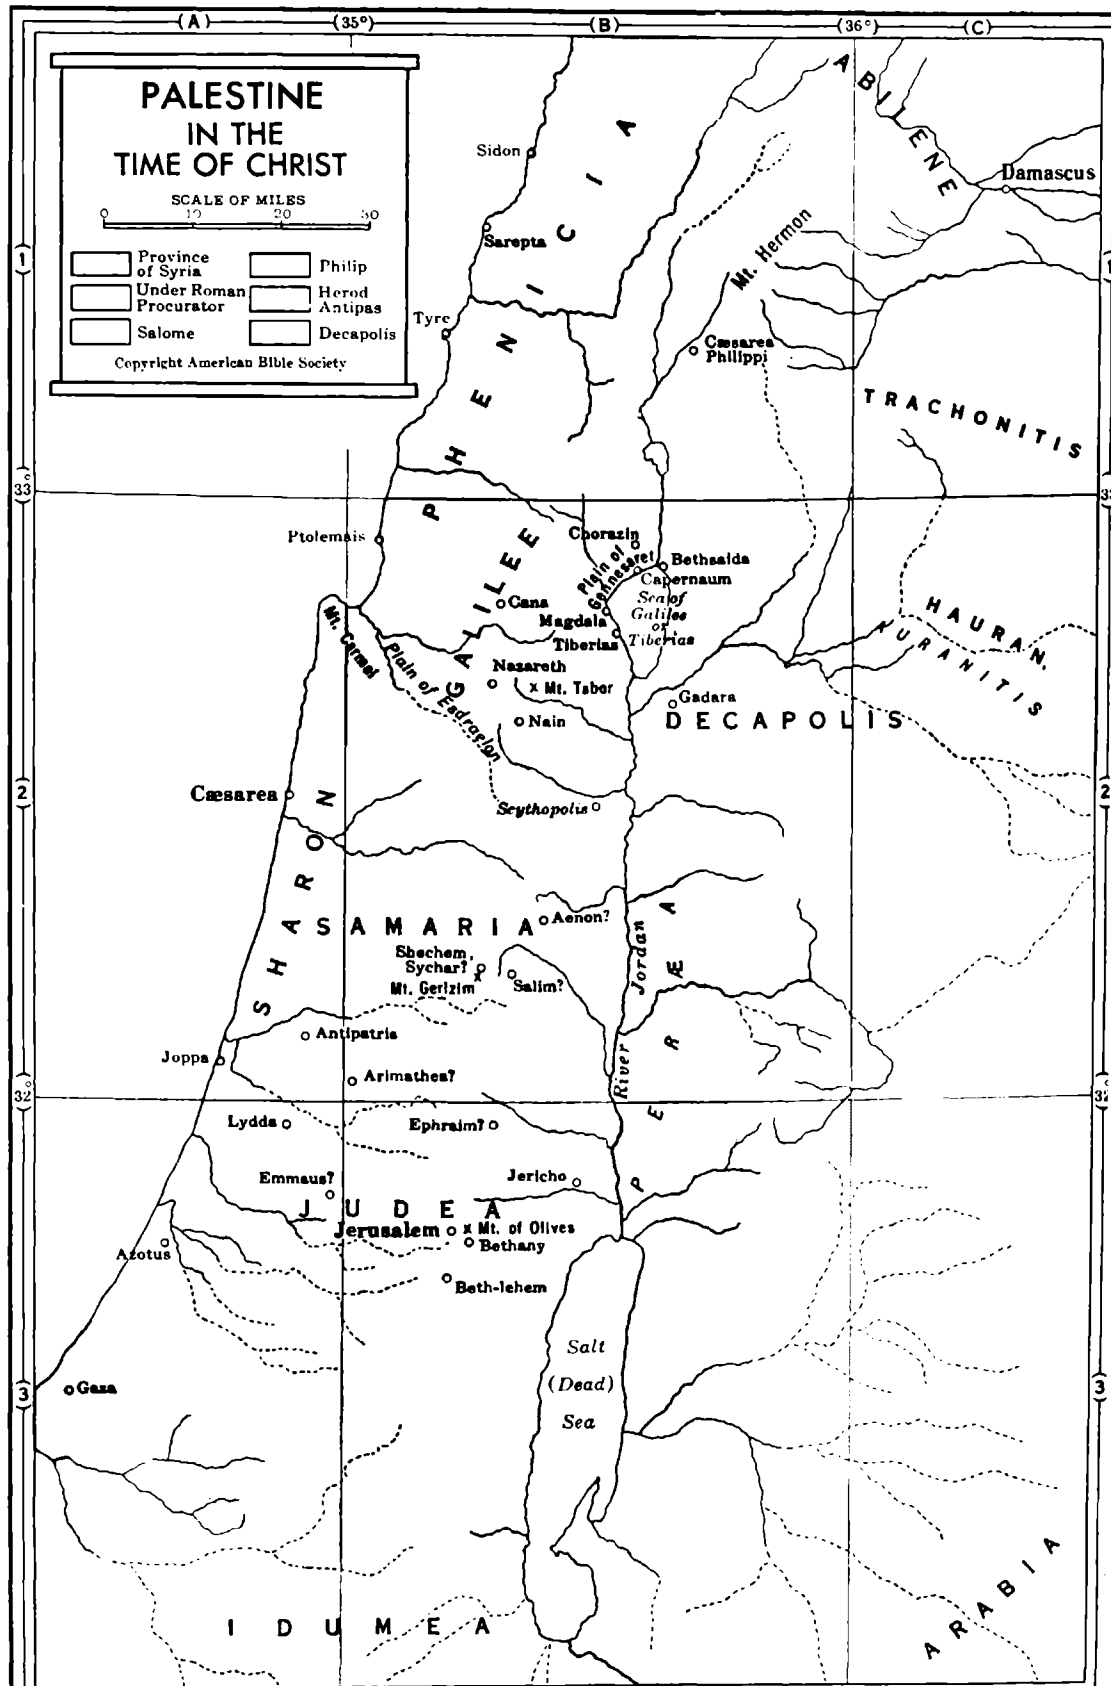 (A) (35°) (B) (36°) (C)
PALESTINE
IN THE
TIME OF CHRIST
SCALE OF MILES
0 10 20 30
Province of Syria
Philip
Under Roman Procurator
Herod Antipas
Salome
Decapolis
Copyright American Bible Society
ABILENE
Damascus
Sidon
PHENICIA
Sarepta
Mt. Hermon
1
1
Tyre
Cæsarea
Philippi
TRACHONITIS
33°
33
Ptolemais
Chorazin
Plain of
Gennesaret
Bethsaida
Capernaum
GALILEE
Cana
Sea of
Galilee
or
Tiberias
Magdala
Tiberias
HAURAN,
AURANITIS
Mt. Carmel
Plain of Esdraelon
Nazareth
x Mt. Tabor
Gadara
Nain
DECAPOLIS
2
2
Cæsarea
Scythopolis
SHARON
SAMARIA
Aenon?
Shechem,
Sychar?
x
Mt. Gerizim
Salim?
River Jordan
PERÆA
Antipatris
Joppa
Arimathea?
32°
32°
Lydda
Ephraim?
Emmaus?
Jericho
JUDEA
Jerusalem
x Mt. of Olives
Bethany
Azotus
Beth-lehem
Salt
(Dead)
Sea
3
3
Gaza
IDUMEA
ARABIA